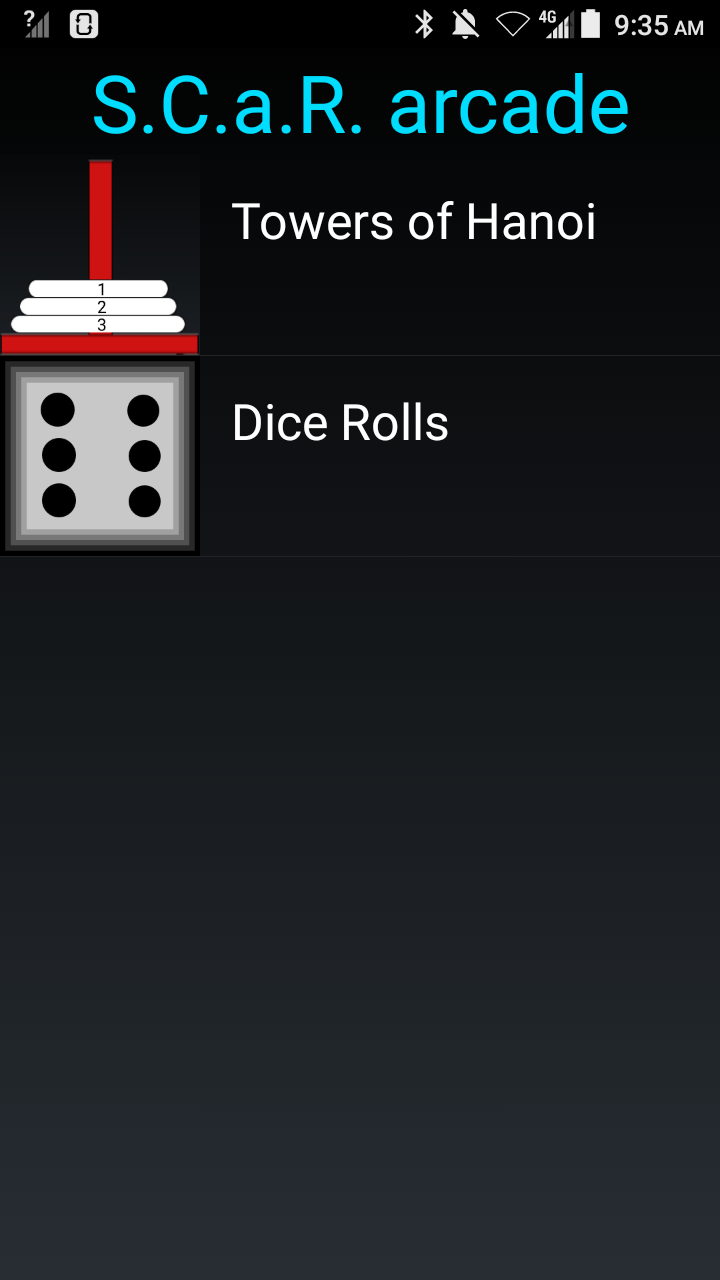 ? 4G 9:35 AM
S.C.a.R. arcade
Towers of Hanoi
1
2
3
Dice Rolls